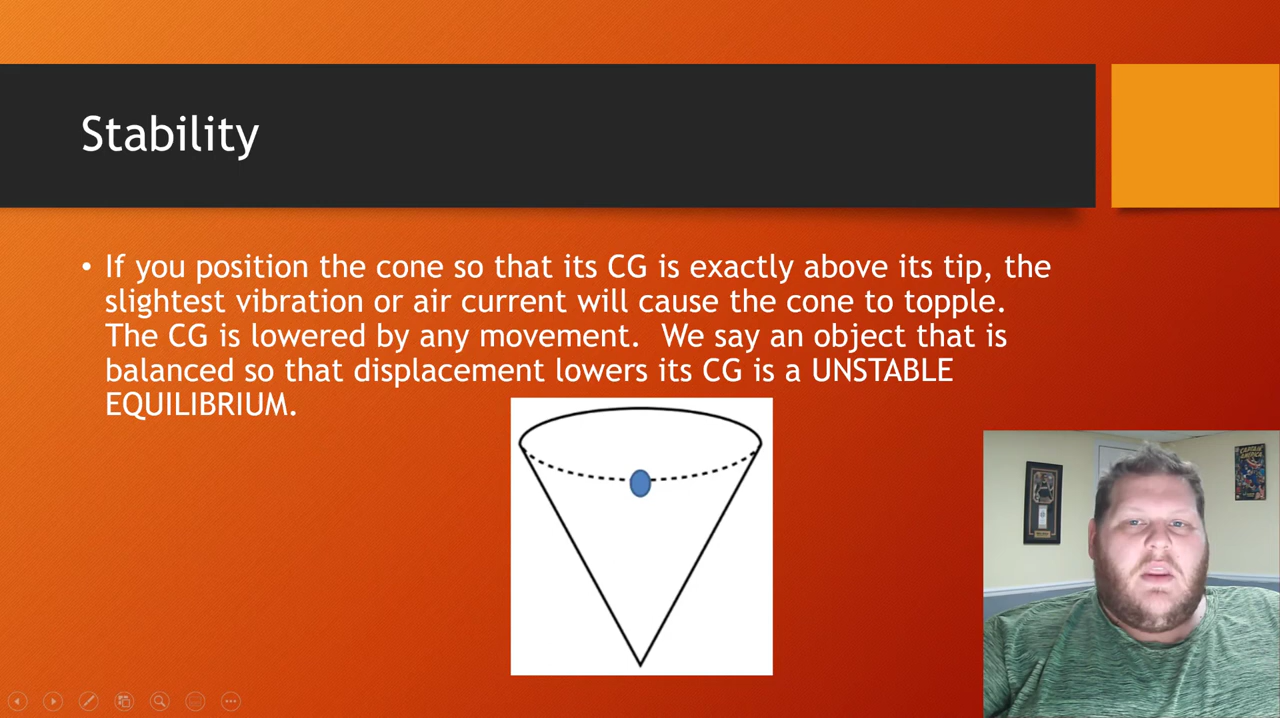 Stability
• If you position the cone so that its CG is exactly above its tip, the
slightest vibration or air current will cause the cone to topple.
The CG is lowered by any movement.  We say an object that is
balanced so that displacement lowers its CG is a UNSTABLE
EQUILIBRIUM.
CAPTAIN
AMERICA